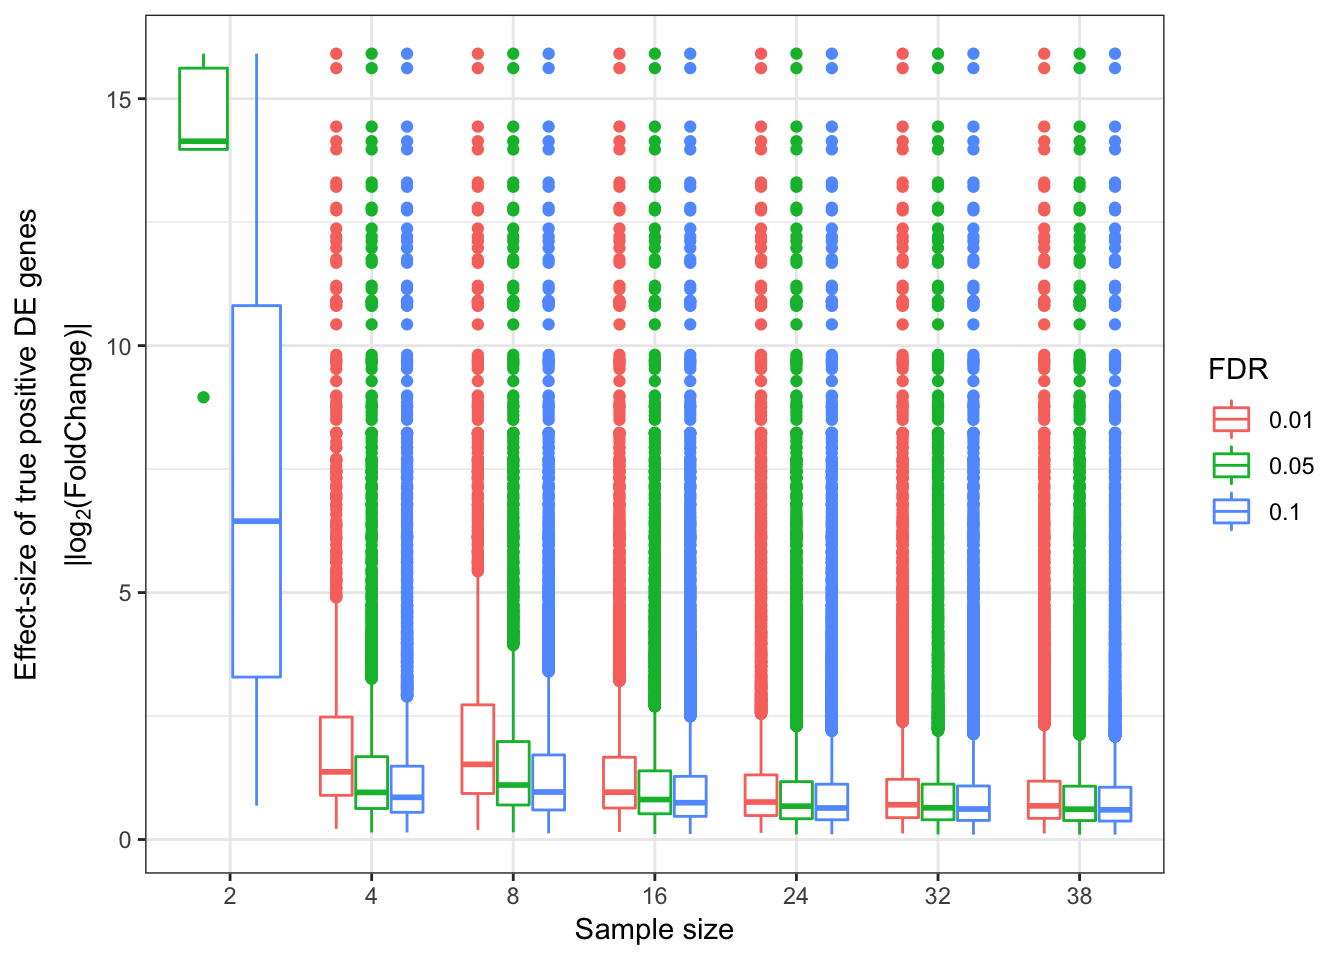 Effect-size of true positive DE genes
|log2(FoldChange)|
15
10
5
0
2 4 8 16 24 32 38
Sample size
FDR
0.01
0.05
0.1